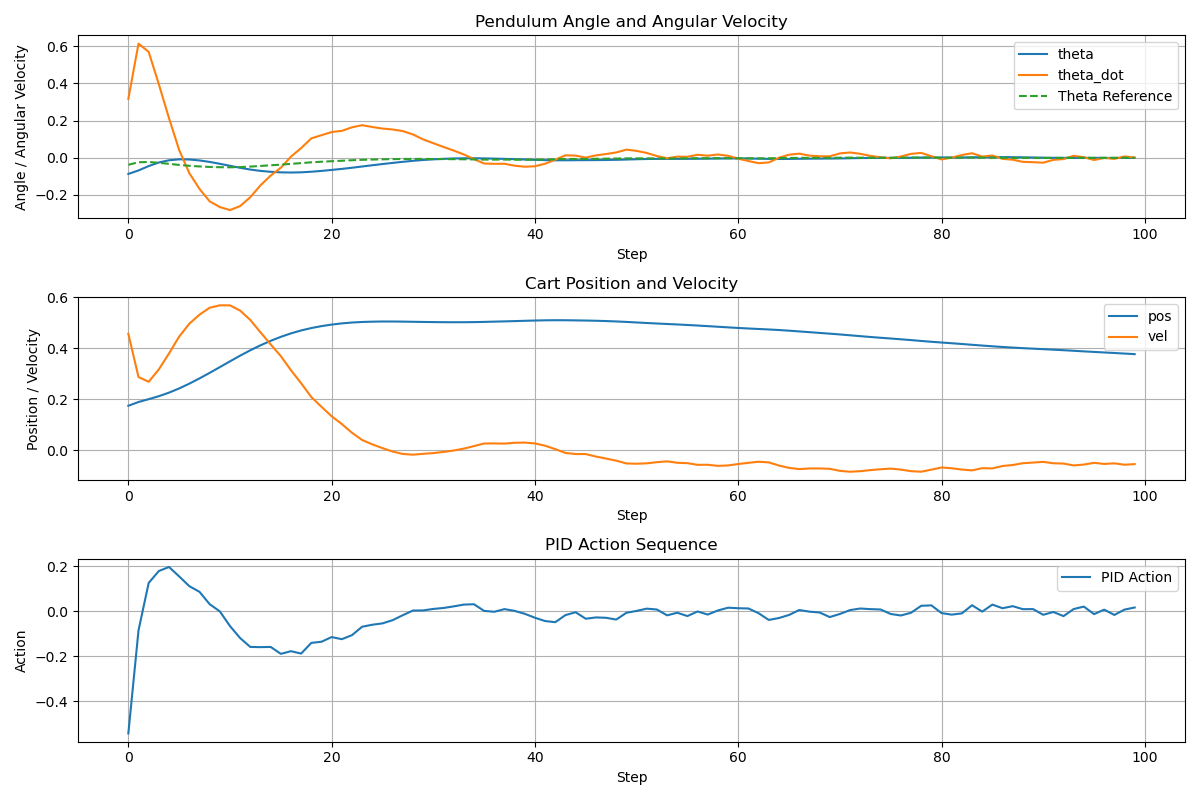 Pendulum Angle and Angular Velocity
Angle / Angular Velocity
0.6
0.4
0.2
0.0
−0.2
theta
theta_dot
Theta Reference
0 20 40 60 80 100
Step
Cart Position and Velocity
Position / Velocity
0.6
0.4
0.2
0.0
pos
vel
0 20 40 60 80 100
Step
PID Action Sequence
Action
0.2
0.0
−0.2
−0.4
PID Action
0 20 40 60 80 100
Step